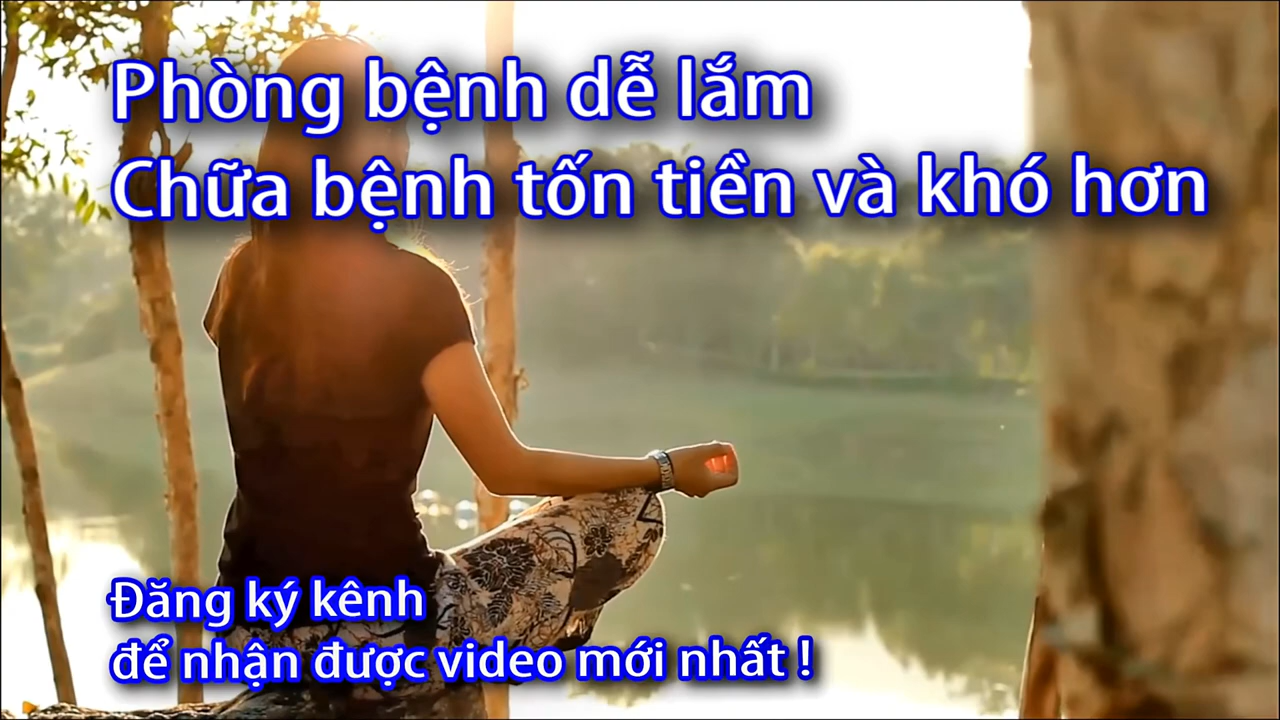 Phòng bệnh dễ lắm
Chữa bệnh tốn tiền và khó hơn
Đăng ký kênh
để nhận được video mới nhất !